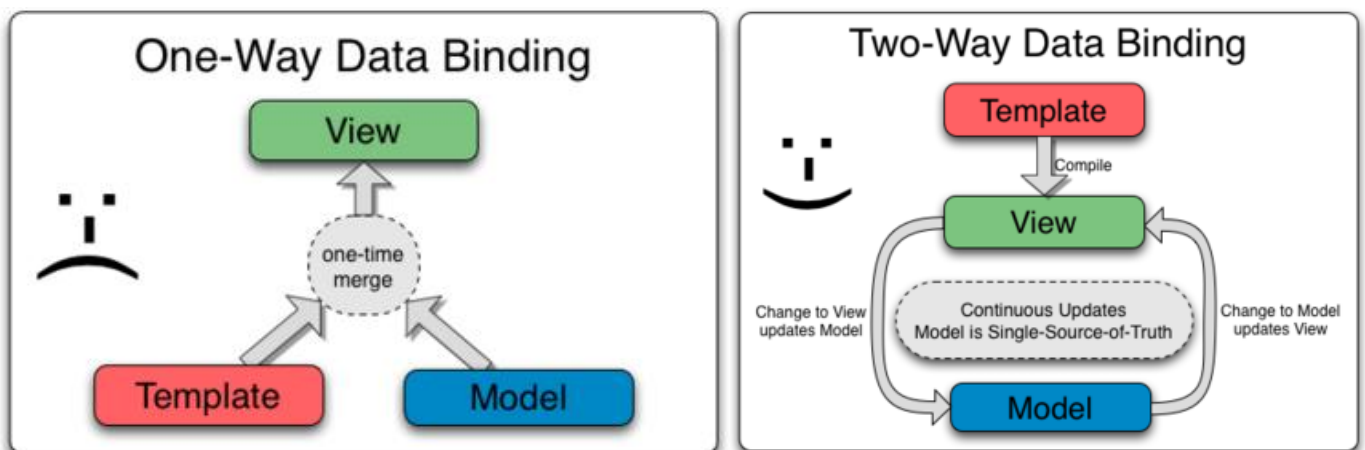 One-Way Data Binding
View
one-time
merge
Template
Model
Two-Way Data Binding
Template
Compile
View
Change to View
updates Model
Continuous Updates
Model is Single-Source-of-Truth
Change to Model
updates View
Model